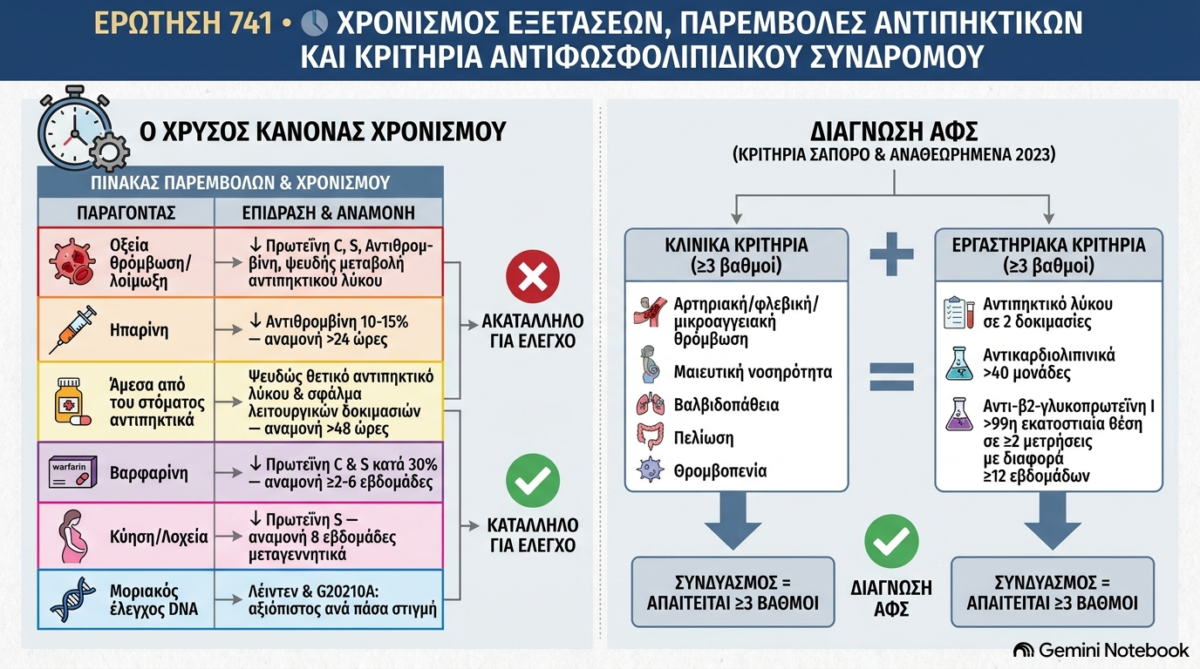 ΕΡΩΤΗΣΗ 741 • ΧΡΟΝΙΣΜΟΣ ΕΞΕΤΑΣΕΩΝ, ΠΑΡΕΜΒΟΛΕΣ ΑΝΤΙΠΗΚΤΙΚΩΝ
ΚΑΙ ΚΡΙΤΗΡΙΑ ΑΝΤΙΦΩΣΦΟΛΙΠΙΔΙΚΟΥ ΣΥΝΔΡΟΜΟΥ
Ο ΧΡΥΣΟΣ ΚΑΝΟΝΑΣ ΧΡΟΝΙΣΜΟΥ
ΠΙΝΑΚΑΣ ΠΑΡΕΜΒΟΛΩΝ & ΧΡΟΝΙΣΜΟΥ
ΠΑΡΑΓΟΝΤΑΣ
ΕΠΙΔΡΑΣΗ & ΑΝΑΜΟΝΗ
Οξεία
θρόμβωση/
λοίμωξη
↓ Πρωτεΐνη C, S, Αντιθρομ-
βίνη, ψευδής μεταβολή
αντιπηκτικού λύκου
Ηπαρίνη
↓ Αντιθρομβίνη 10-15%
— αναμονή >24 ώρες
Άμεσα από
του στόματος
αντιπηκτικά
Ψευδώς θετικό αντιπηκτικό
λύκου & σφάλμα
λειτουργικών δοκιμασιών
— αναμονή >48 ώρες
warfarin
Βαρφαρίνη
↓ Πρωτεΐνη C & S κατά 30%
— αναμονή ≥2-6 εβδομάδες
Κύηση/Λοχεία
↓ Πρωτεΐνη S —
αναμονή 8 εβδομάδες
μεταγεννητικά
Μοριακός
έλεγχος DNA
Λέιντεν & G20210A:
αξιόπιστος ανά πάσα στιγμή
ΑΚΑΤΑΛΛΗΛΟ
ΓΙΑ ΕΛΕΓΧΟ
ΚΑΤΑΛΛΗΛΟ
ΓΙΑ ΕΛΕΓΧΟ
ΔΙΑΓΝΩΣΗ ΑΦΣ
(ΚΡΙΤΗΡΙΑ ΣΑΠΟΡΟ & ΑΝΑΘΕΩΡΗΜΕΝΑ 2023)
ΚΛΙΝΙΚΑ ΚΡΙΤΗΡΙΑ
(≥3 βαθμοί)
Αρτηριακή/φλεβική/
μικροαγγειακή
θρόμβωση
Μαιευτική νοσηρότητα
Βαλβιδοπάθεια
Πελίωση
Θρομβοπενία
+
=
ΕΡΓΑΣΤΗΡΙΑΚΑ ΚΡΙΤΗΡΙΑ
(≥3 βαθμοί)
Αντιπηκτικό λύκου
σε 2 δοκιμασίες
Αντικαρδιολιπινικά
>40 μονάδες
Αντι-β2-γλυκοπρωτεΐνη Ι
>99η εκατοστιαία θέση
σε ≥2 μετρήσεις
με διαφορά
≥12 εβδομάδων
ΣΥΝΔΥΑΣΜΟΣ =
ΑΠΑΙΤΕΙΤΑΙ ≥3 ΒΑΘΜΟΙ
ΔΙΑΓΝΩΣΗ
ΑΦΣ
ΣΥΝΔΥΑΣΜΟΣ =
ΑΠΑΙΤΕΙΤΑΙ ≥3 ΒΑΘΜΟΙ
Gemini Notebook